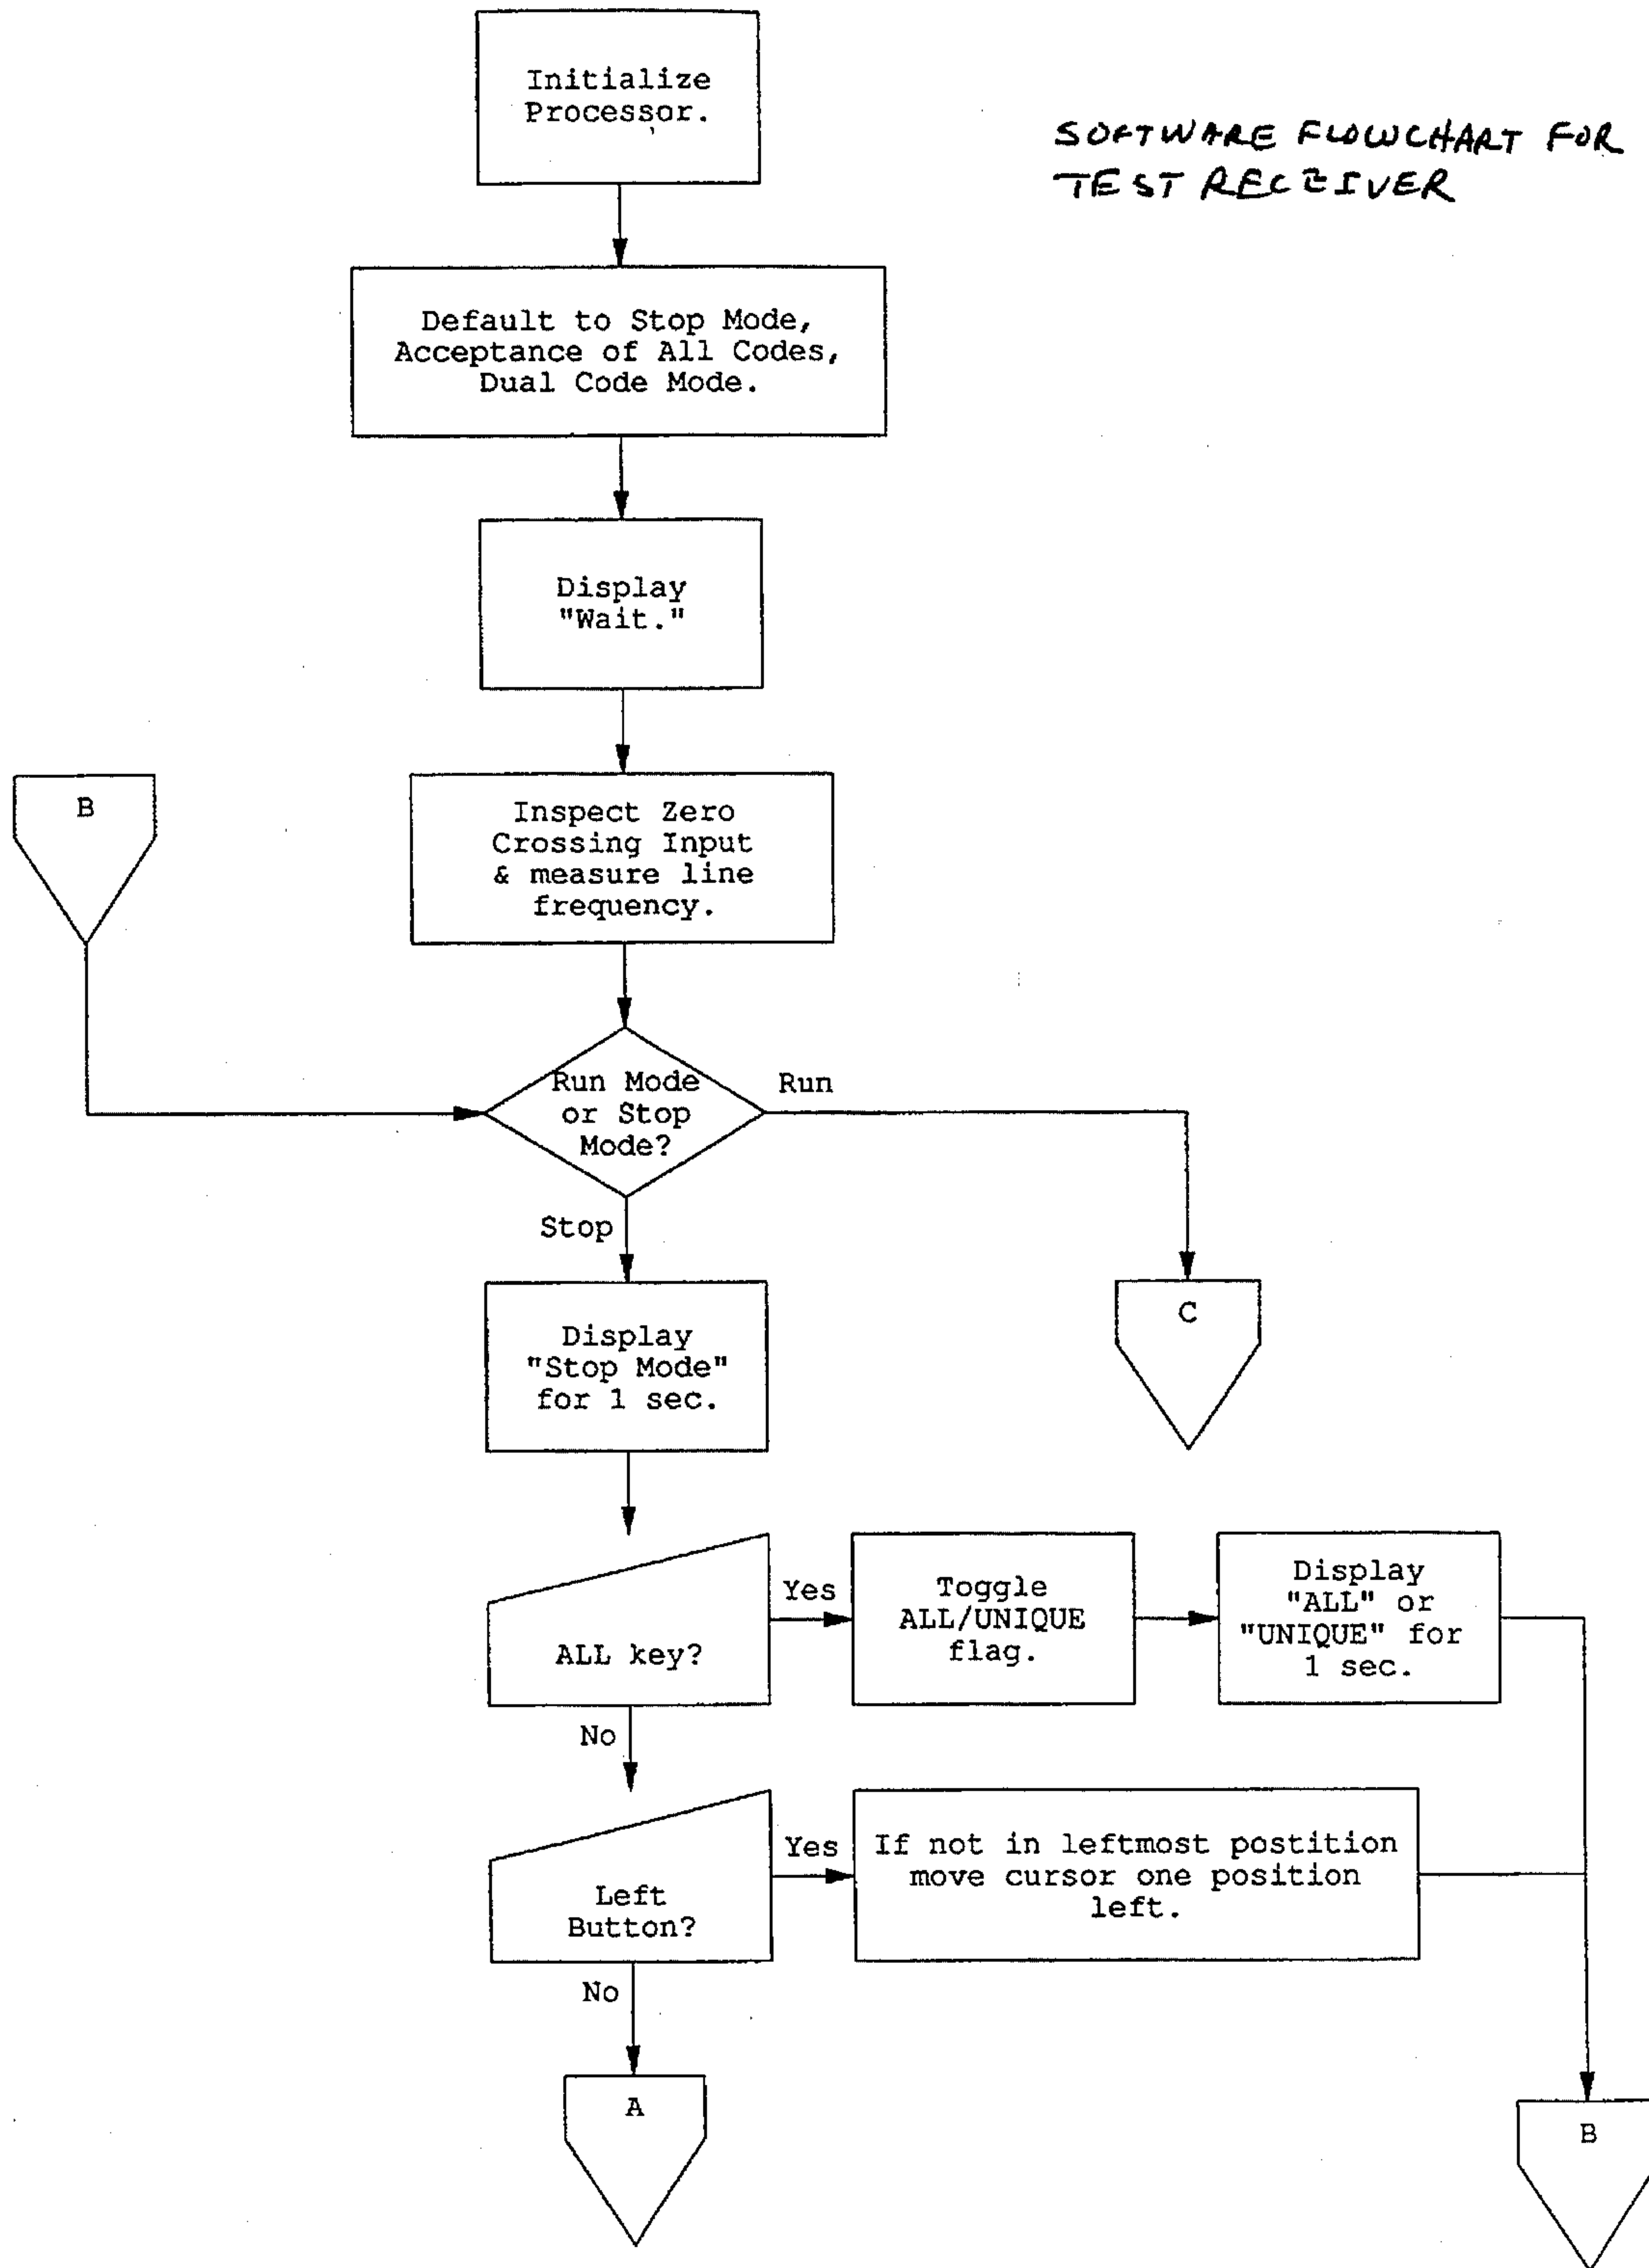 Initialize
Processor.
SOFTWARE FLOWCHART FOR
TEST RECEIVER
Default to Stop Mode,
Acceptance of All Codes,
Dual Code Mode.
Display
"Wait."
B
Inspect Zero
Crossing Input
& measure line
frequency.
Run Mode
or Stop
Mode?
Run
Stop
Display
"Stop Mode"
for 1 sec.
C
ALL key?
Yes
Toggle
ALL/UNIQUE
flag.
Display
"ALL" or
"UNIQUE" for
1 sec.
No
Left
Button?
Yes
If not in leftmost postition
move cursor one position
left.
No
A
B